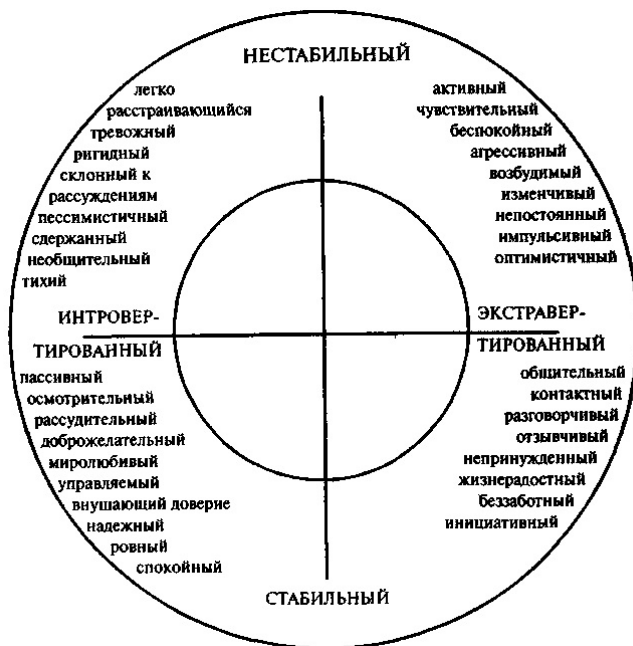 НЕСТАБИЛЬНЫЙ
легко
расстраивающийся
тревожный
ригидный
склонный к
рассуждениям
пессимистичный
сдержанный
необщительный
тихий
активный
чувствительный
беспокойный
агрессивный
возбудимый
изменчивый
непостоянный
импульсивный
оптимистичный
ИНТРОВЕР-
ТИРОВАННЫЙ
ЭКСТРАВЕР-
ТИРОВАННЫЙ
пассивный
осмотрительный
рассудительный
доброжелательный
миролюбивый
управляемый
внушающий доверие
надежный
ровный
спокойный
общительный
контактный
разговорчивый
отзывчивый
непринужденный
жизнерадостный
беззаботный
инициативный
СТАБИЛЬНЫЙ